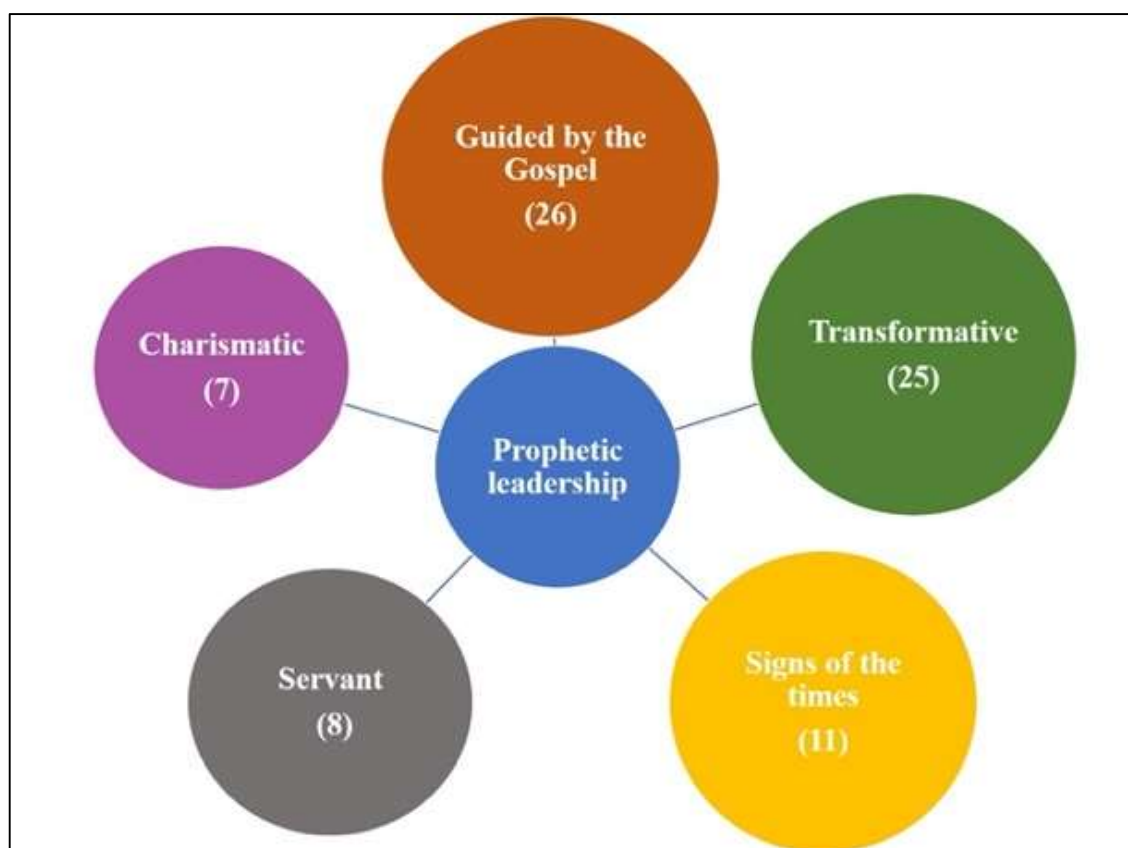 Guided by the
Gospel
(26)
Transformative
(25)
Charismatic
(7)
Prophetic
leadership
Signs of the
times
(11)
Servant
(8)